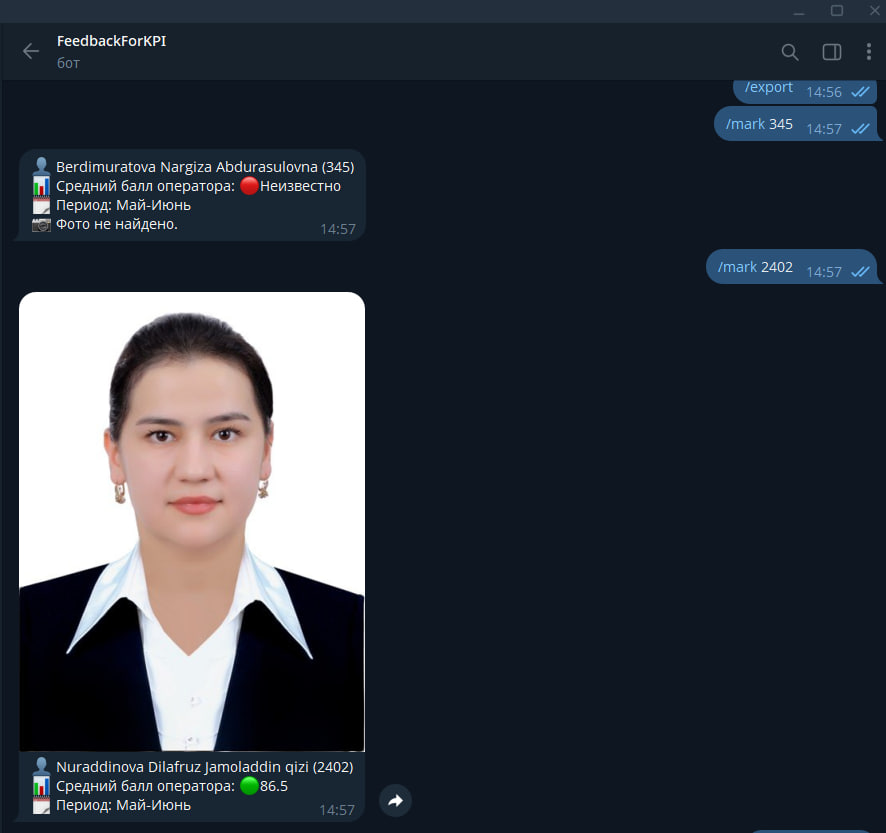 FeedbackForKPI
бот
/export 14:56
/mark 345 14:57
Berdimuratova Nargiza Abdurasulovna (345)
Средний балл оператора: Неизвестно
Период: Май-Июнь
Фото не найдено.
14:57
/mark 2402 14:57
Nuraddinova Dilafruz Jamoladdin qizi (2402)
Средний балл оператора: 86.5
Период: Май-Июнь
14:57